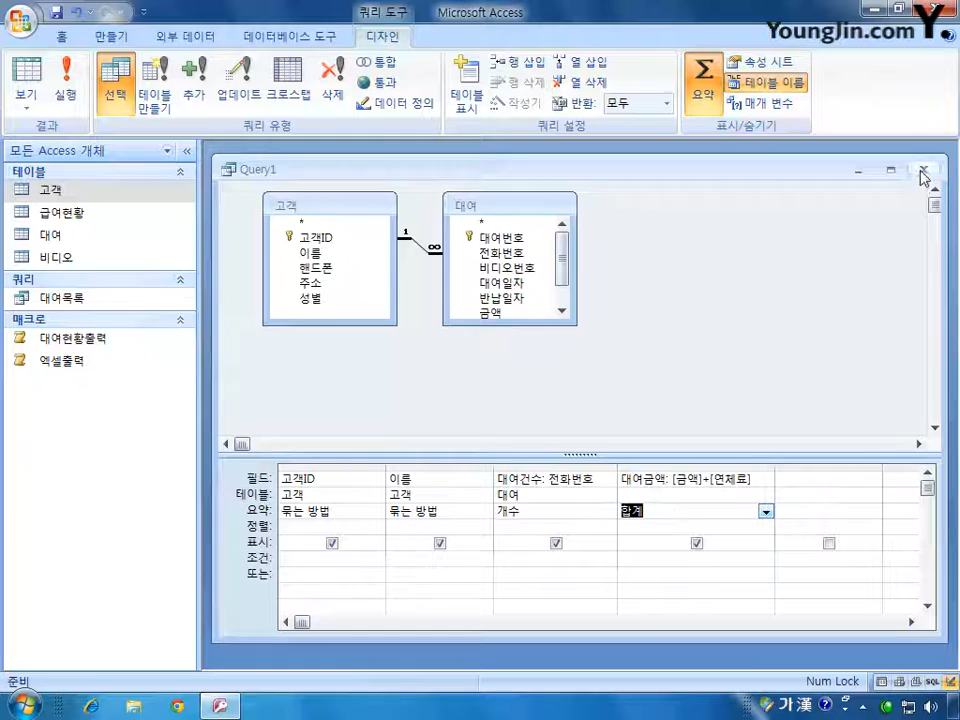 쿼리 도구
Microsoft Access
YoungJin.com
홈
만들기
외부 데이터
데이터베이스 도구
디자인
보기
실행
선택
테이블
만들기
추가
업데이트
크로스탭
삭제
통합
통과
데이터 정의
테이블
표시
행 삽입
행 삭제
작성기
열 삽입
열 삭제
반환:
모두
요약
속성 시트
테이블 이름
매개 변수
결과
쿼리 유형
쿼리 설정
표시/숨기기
모든 Access 개체
테이블
고객
급여현황
대여
비디오
쿼리
대여목록
매크로
대여현황출력
엑셀출력
Query1
고객
*
고객ID
이름
핸드폰
주소
성별
1
∞
대여
*
대여번호
전화번호
비디오번호
대여일자
반납일자
금액
필드: 고객ID 이름 대여건수: 전화번호 대여금액: [금액]+[연체료]
테이블: 고객 고객 대여
요약: 묶는 방법 묶는 방법 개수 합계
정렬:
표시:
조건:
또는:
준비
Num Lock
SQL
가 漢